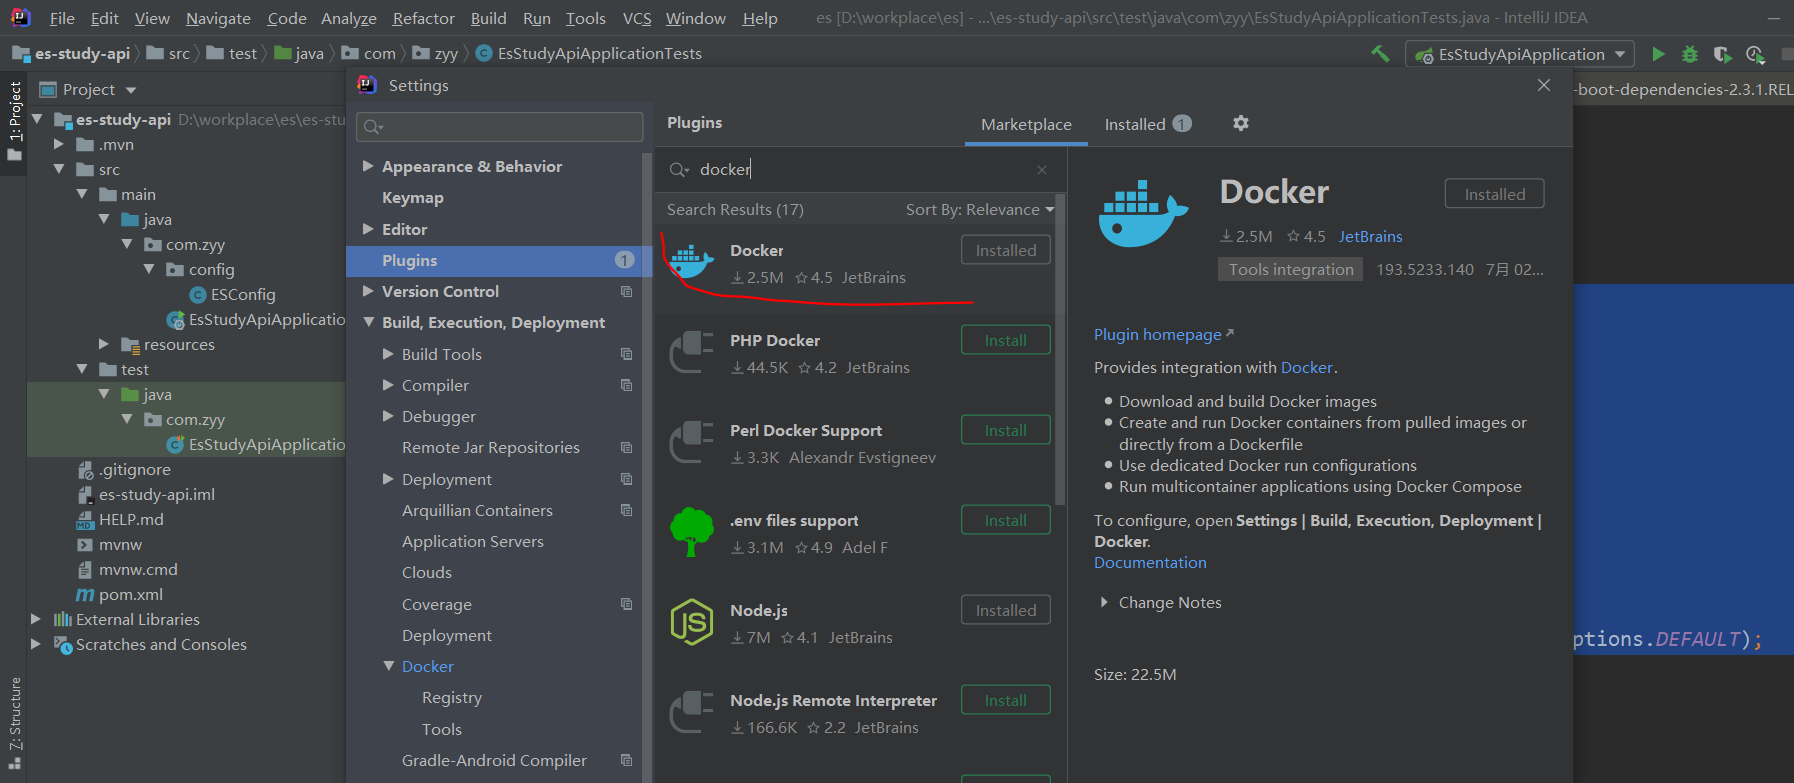 File Edit View Navigate Code Analyze Refactor Build Run Tools VCS Window Help es [D:\workplace\es] - ...\es-study-api\src\test\java\com\zyy\EsStudyApiApplicationTests.java - IntelliJ IDEA
es-study-api src test java com zyy EsStudyApiApplicationTests EsStudyApiApplication
1: Project
7: Structure
Project
es-study-api D:\workplace\es\es-stu
.mvn
src
main
java
com.zyy
config
ESConfig
EsStudyApiApplicatio
resources
test
java
com.zyy
EsStudyApiApplicatio
.gitignore
es-study-api.iml
HELP.md
mvnw
mvnw.cmd
pom.xml
External Libraries
Scratches and Consoles
Settings
Appearance & Behavior
Keymap
Editor
Plugins 1
Version Control
Build, Execution, Deployment
Build Tools
Compiler
Debugger
Remote Jar Repositories
Deployment
Arquillian Containers
Application Servers
Clouds
Coverage
Deployment
Docker
Registry
Tools
Gradle-Android Compiler
Plugins Marketplace Installed 1
docker
Search Results (17) Sort By: Relevance
Docker Installed
2.5M 4.5 JetBrains
PHP Docker Install
44.5K 4.2 JetBrains
Perl Docker Support Install
3.3K Alexandr Evstigneev
.env files support Install
3.1M 4.9 Adel F
Node.js Installed
7M 4.1 JetBrains
Node.js Remote Interpreter Install
166.6K 2.2 JetBrains
Docker Installed
2.5M 4.5 JetBrains
Tools integration 193.5233.140 7月 02...
Plugin homepage
Provides integration with Docker.
Download and build Docker images
Create and run Docker containers from pulled images or
directly from a Dockerfile
Use dedicated Docker run configurations
Run multicontainer applications using Docker Compose
To configure, open Settings | Build, Execution, Deployment |
Docker.
Documentation
Change Notes
Size: 22.5M
-boot-dependencies-2.3.1.REL
ptions.DEFAULT);